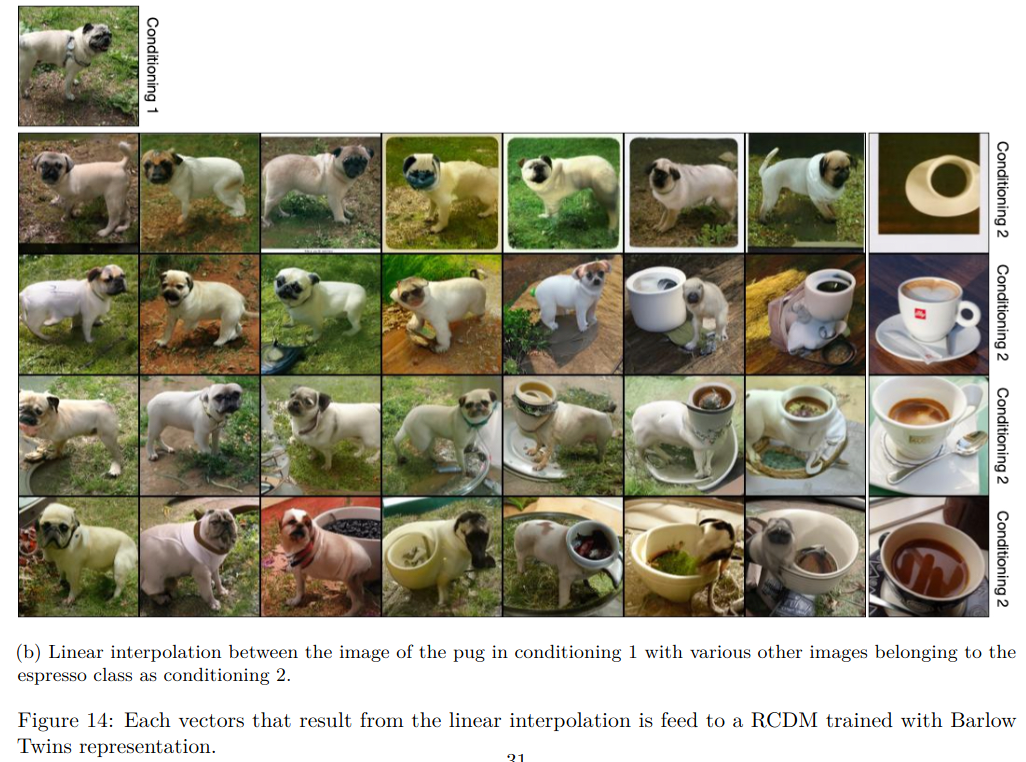 Conditioning 1
Conditioning 2
Conditioning 2
Conditioning 2
Conditioning 2
(b) Linear interpolation between the image of the pug in conditioning 1 with various other images belonging to the
espresso class as conditioning 2.
Figure 14: Each vectors that result from the linear interpolation is feed to a RCDM trained with Barlow
Twins representation.
31